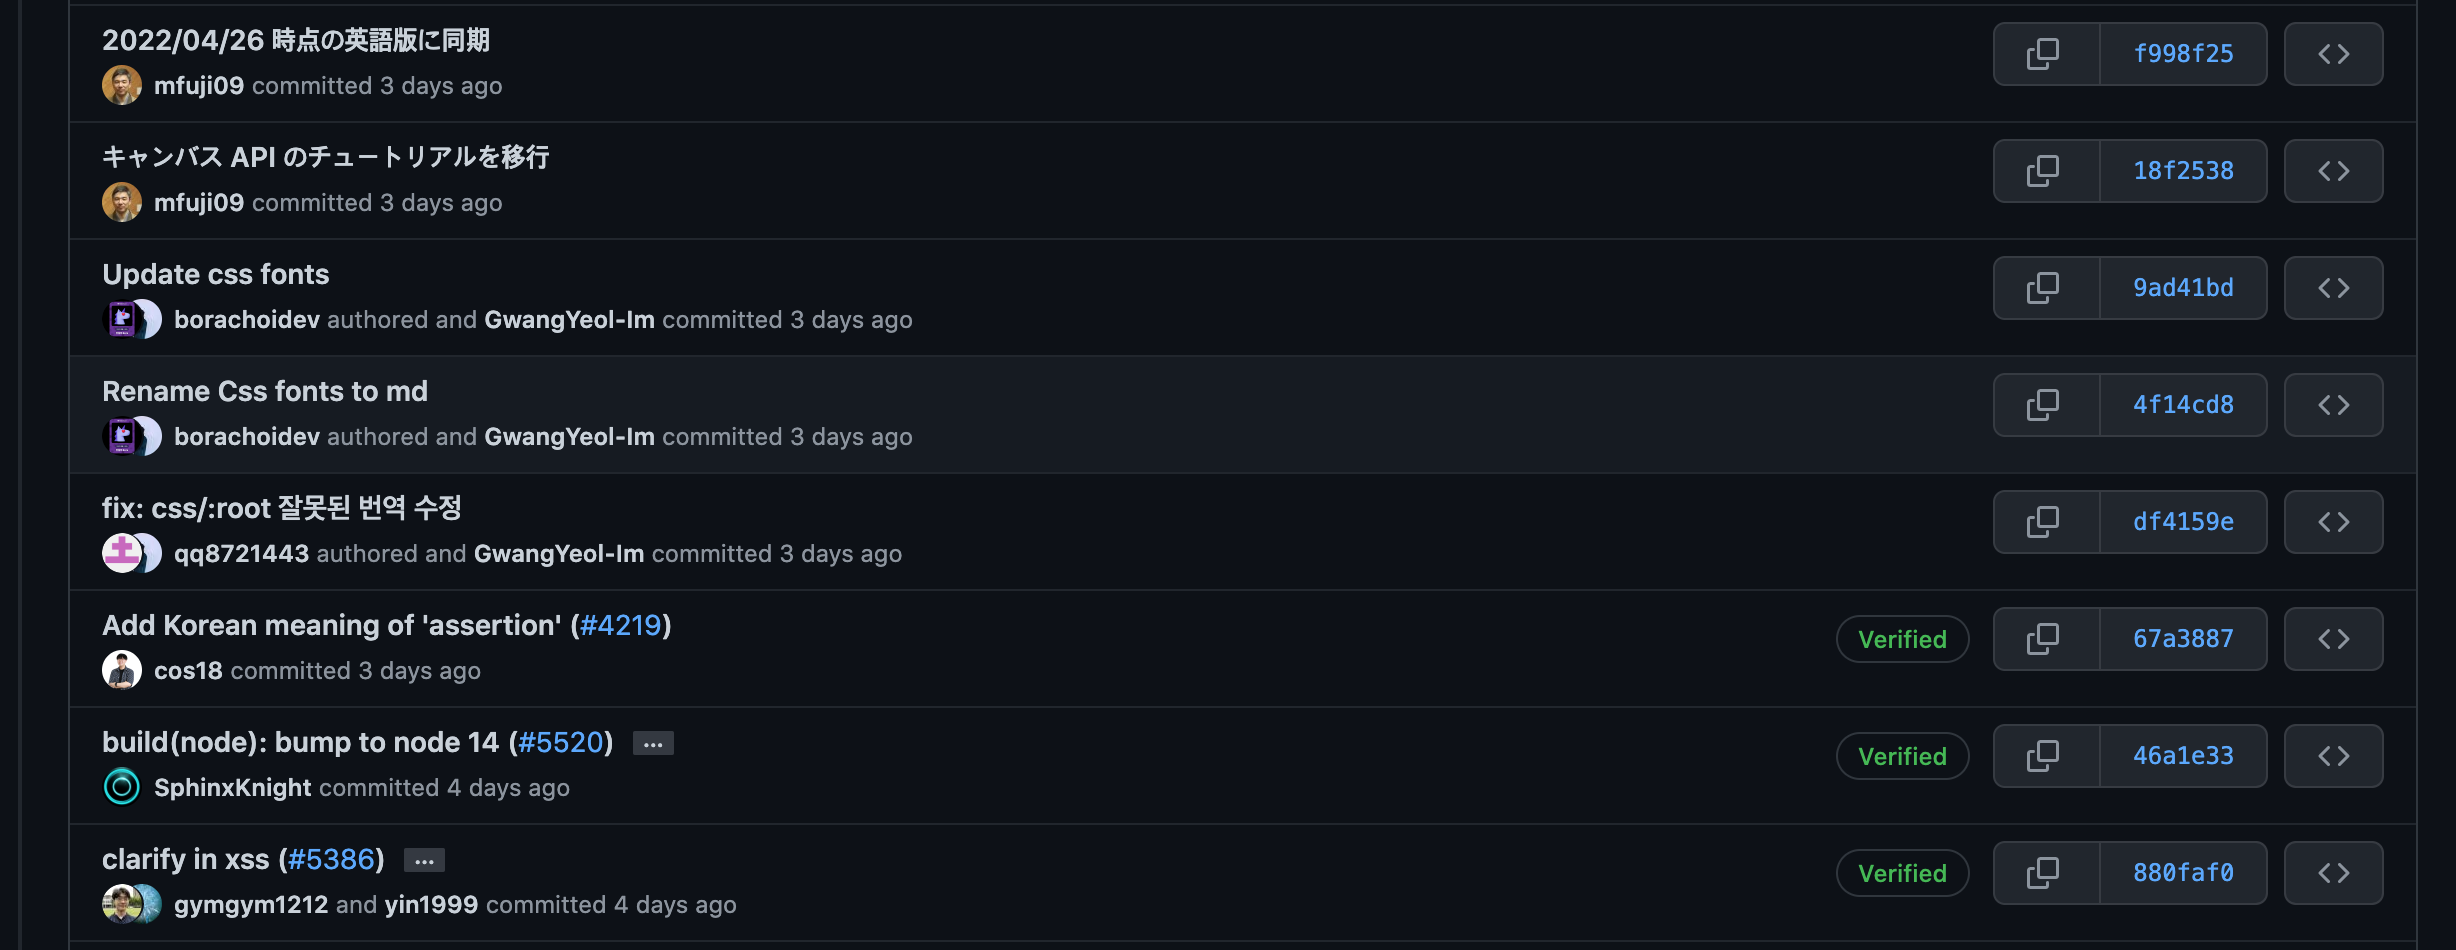 2022/04/26 時点の英語版に同期
mfuji09 committed 3 days ago
f998f25
キャンバス API のチュートリアルを移行
mfuji09 committed 3 days ago
18f2538
Update css fonts
borachoidev authored and GwangYeol-Im committed 3 days ago
9ad41bd
Rename Css fonts to md
borachoidev authored and GwangYeol-Im committed 3 days ago
4f14cd8
fix: css/:root 잘못된 번역 수정
qq8721443 authored and GwangYeol-Im committed 3 days ago
df4159e
Add Korean meaning of 'assertion' (#4219)
cos18 committed 3 days ago
Verified
67a3887
build(node): bump to node 14 (#5520) …
SphinxKnight committed 4 days ago
Verified
46a1e33
clarify in xss (#5386) …
gymgym1212 and yin1999 committed 4 days ago
Verified
880faf0